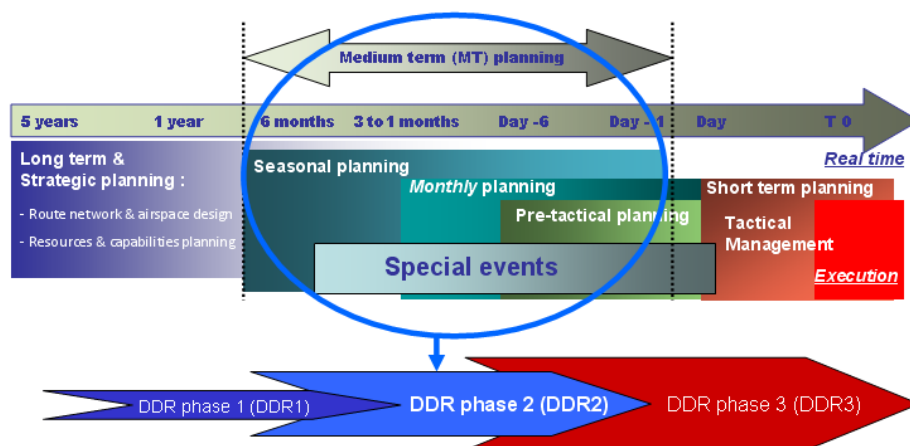 Medium term (MT) planning
5 years 1 year 6 months 3 to 1 months Day -6 Day -1 Day T 0
Real time
Long term &
Strategic planning :
- Route network & airspace design
- Resources & capabilities planning
Seasonal planning
Monthly planning
Pre-tactical planning
Short term planning
Tactical
Management
Special events
Execution
DDR phase 1 (DDR1)
DDR phase 2 (DDR2)
DDR phase 3 (DDR3)